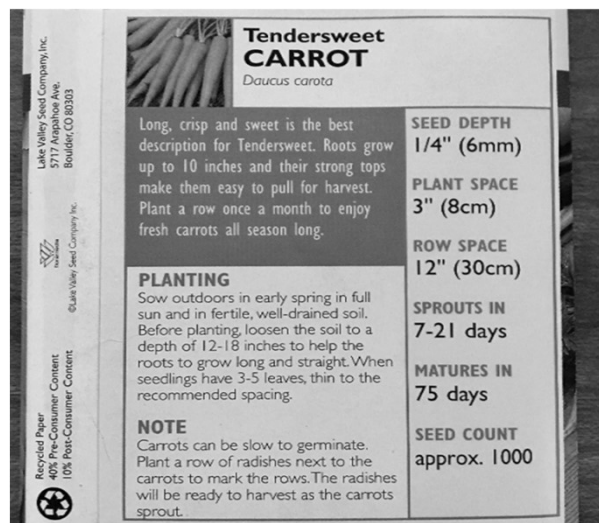 Tendersweet
CARROT
Daucus carota
Long, crisp and sweet is the best
description for Tendersweet. Roots grow
up to 10 inches and their strong tops
make them easy to pull for harvest.
Plant a row once a month to enjoy
fresh carrots all season long.
PLANTING
Sow outdoors in early spring in full
sun and in fertile, well-drained soil.
Before planting, loosen the soil to a
depth of 12-18 inches to help the
roots to grow long and straight. When
seedlings have 3-5 leaves, thin to the
recommended spacing.
NOTE
Carrots can be slow to germinate.
Plant a row of radishes next to the
carrots to mark the rows. The radishes
will be ready to harvest as the carrots
sprout.
SEED DEPTH
1/4" (6mm)
PLANT SPACE
3" (8cm)
ROW SPACE
12" (30cm)
SPROUTS IN
7-21 days
MATURES IN
75 days
SEED COUNT
approx. 1000
Lake Valley Seed Company, Inc.
5717 Arapahoe Ave.
Boulder, CO 80303
©Lake Valley Seed Company Inc.
Recycled Paper
40% Pre-Consumer Content
10% Post-Consumer Content